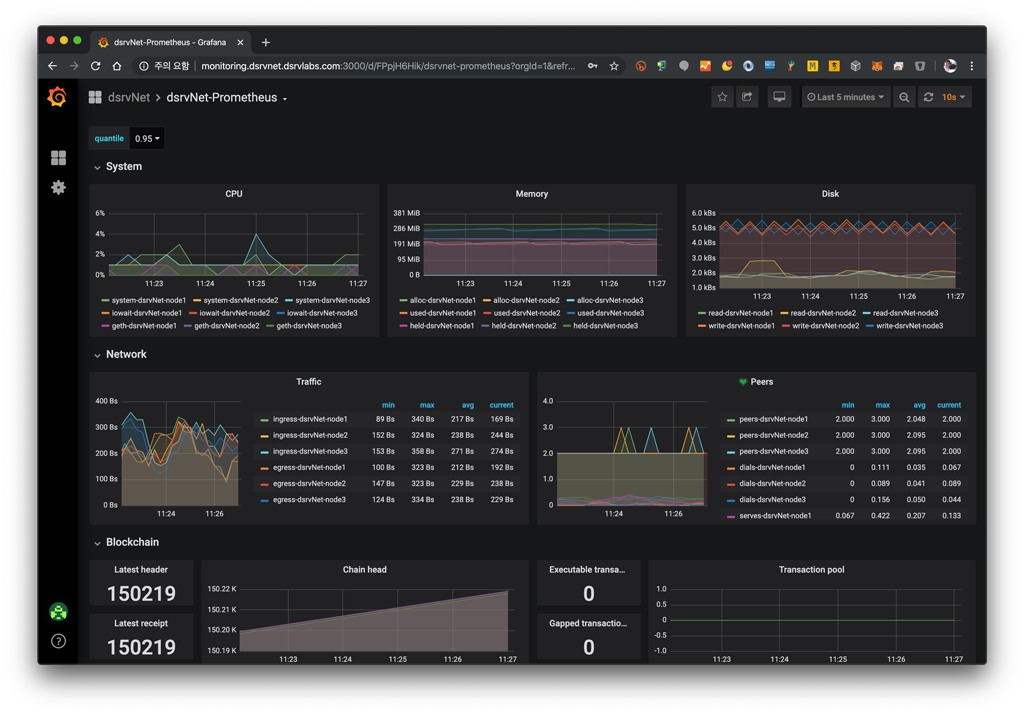 dsrvNet-Prometheus - Grafana
주의 요함 monitoring.dsrvnet.dsrvlabs.com:3000/d/FPpjH6Hik/dsrvnet-prometheus?orgId=1&refr...
dsrvNet > dsrvNet-Prometheus
Last 5 minutes 10s
quantile 0.95
System
CPU
6%
4%
2%
0%
11:23 11:24 11:25 11:26 11:27
system-dsrvNet-node1 system-dsrvNet-node2 system-dsrvNet-node3
iowait-dsrvNet-node1 iowait-dsrvNet-node2 iowait-dsrvNet-node3
geth-dsrvNet-node1 geth-dsrvNet-node2 geth-dsrvNet-node3
Memory
381 MiB
286 MiB
191 MiB
95 MiB
0 B
11:23 11:24 11:25 11:26 11:27
alloc-dsrvNet-node1 alloc-dsrvNet-node2 alloc-dsrvNet-node3
used-dsrvNet-node1 used-dsrvNet-node2 used-dsrvNet-node3
held-dsrvNet-node1 held-dsrvNet-node2 held-dsrvNet-node3
Disk
6.0 kBs
5.0 kBs
4.0 kBs
3.0 kBs
2.0 kBs
1.0 kBs
11:23 11:24 11:25 11:26 11:27
read-dsrvNet-node1 read-dsrvNet-node2 read-dsrvNet-node3
write-dsrvNet-node1 write-dsrvNet-node2 write-dsrvNet-node3
Network
Traffic
400 Bs
300 Bs
200 Bs
100 Bs
0 Bs
11:24 11:26
min max avg current
ingress-dsrvNet-node1 89 Bs 340 Bs 217 Bs 169 Bs
ingress-dsrvNet-node2 152 Bs 324 Bs 238 Bs 244 Bs
ingress-dsrvNet-node3 153 Bs 358 Bs 271 Bs 274 Bs
egress-dsrvNet-node1 100 Bs 323 Bs 212 Bs 192 Bs
egress-dsrvNet-node2 147 Bs 323 Bs 229 Bs 238 Bs
egress-dsrvNet-node3 124 Bs 334 Bs 238 Bs 229 Bs
Peers
4.0
3.0
2.0
1.0
0
11:24 11:26
min max avg current
peers-dsrvNet-node1 2.000 3.000 2.048 2.000
peers-dsrvNet-node2 2.000 3.000 2.095 2.000
peers-dsrvNet-node3 2.000 3.000 2.095 2.000
dials-dsrvNet-node1 0 0.111 0.035 0.067
dials-dsrvNet-node2 0 0.089 0.041 0.089
dials-dsrvNet-node3 0 0.156 0.050 0.044
serves-dsrvNet-node1 0.067 0.422 0.207 0.133
Blockchain
Latest header
150219
Latest receipt
150219
Chain head
150.22 K
150.21 K
150.20 K
150.19 K
11:23 11:24 11:25 11:26 11:27
Executable transa...
0
Gapped transactio...
0
Transaction pool
1.0
0.5
0
-0.5
-1.0
11:23 11:24 11:25 11:26 11:27